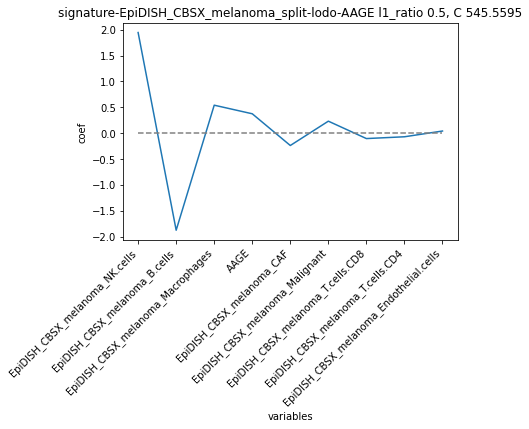 signature-EpiDISH_CBSX_melanoma_split-lodo-AAGE l1_ratio 0.5, C 545.5595
2.0
1.5
1.0
0.5
0.0
−0.5
−1.0
−1.5
−2.0
coef
EpiDISH_CBSX_melanoma_NK.cells
EpiDISH_CBSX_melanoma_B.cells
EpiDISH_CBSX_melanoma_Macrophages
AAGE
EpiDISH_CBSX_melanoma_CAF
EpiDISH_CBSX_melanoma_Malignant
EpiDISH_CBSX_melanoma_T.cells.CD8
EpiDISH_CBSX_melanoma_T.cells.CD4
EpiDISH_CBSX_melanoma_Endothelial.cells
variables